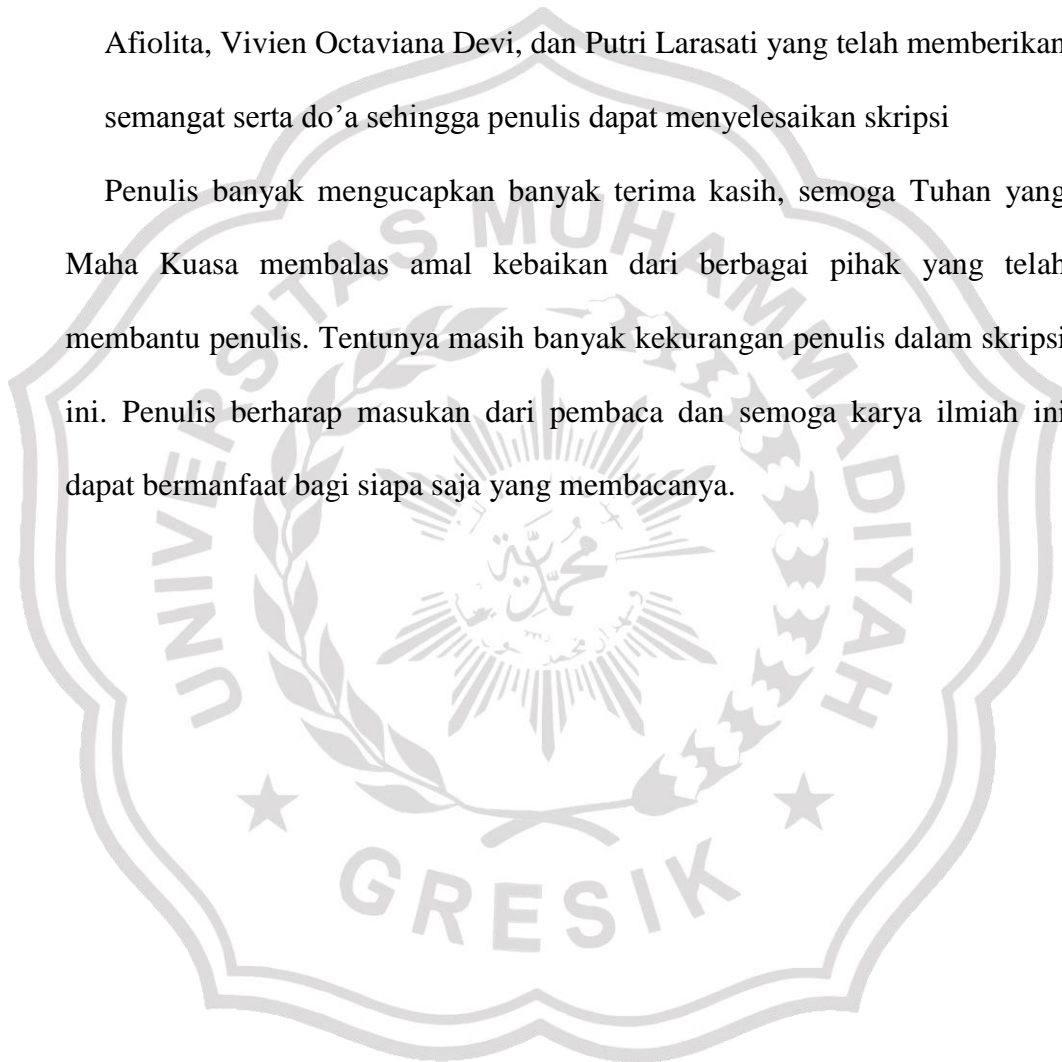 Afiolita, Vivien Octaviana Devi, dan Putri Larasati yang telah memberikan
semangat serta do’a sehingga penulis dapat menyelesaikan skripsi
Penulis banyak mengucapkan banyak terima kasih, semoga Tuhan yang
Maha Kuasa membalas amal kebaikan dari berbagai pihak yang telah
membantu penulis. Tentunya masih banyak kekurangan penulis dalam skripsi
ini. Penulis berharap masukan dari pembaca dan semoga karya ilmiah ini
dapat bermanfaat bagi siapa saja yang membacanya.
UNIVERSITAS MUHAMMADIYAH
GRESIK